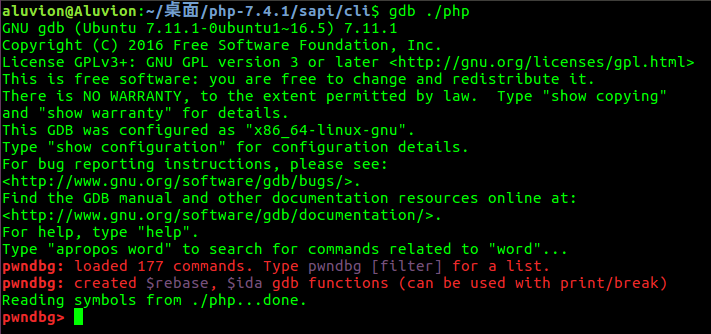 aluvion@Aluvion:~/桌面/php-7.4.1/sapi/cli$ gdb ./php
GNU gdb (Ubuntu 7.11.1-0ubuntu1~16.5) 7.11.1
Copyright (C) 2016 Free Software Foundation, Inc.
License GPLv3+: GNU GPL version 3 or later <http://gnu.org/licenses/gpl.html>
This is free software: you are free to change and redistribute it.
There is NO WARRANTY, to the extent permitted by law.  Type "show copying"
and "show warranty" for details.
This GDB was configured as "x86_64-linux-gnu".
Type "show configuration" for configuration details.
For bug reporting instructions, please see:
<http://www.gnu.org/software/gdb/bugs/>.
Find the GDB manual and other documentation resources online at:
<http://www.gnu.org/software/gdb/documentation/>.
For help, type "help".
Type "apropos word" to search for commands related to "word"...
pwndbg: loaded 177 commands. Type pwndbg [filter] for a list.
pwndbg: created $rebase, $ida gdb functions (can be used with print/break)
Reading symbols from ./php...done.
pwndbg>